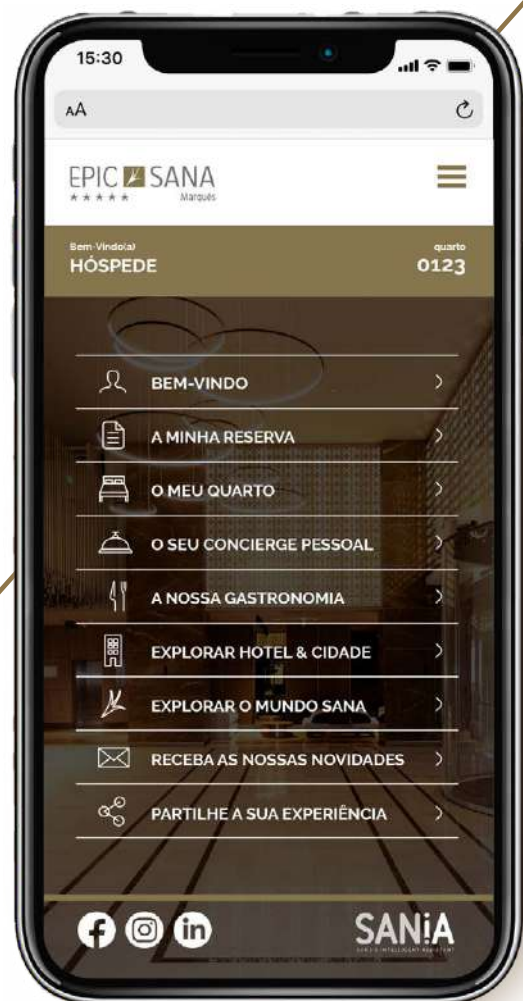 15:30
AA
EPIC SANA
Marquês
Bem-Vindo(a)
HÓSPEDE
quarto
0123
BEM-VINDO
A MINHA RESERVA
O MEU QUARTO
O SEU CONCIERGE PESSOAL
A NOSSA GASTRONOMIA
EXPLORAR HOTEL & CIDADE
EXPLORAR O MUNDO SANA
RECEBA AS NOSSAS NOVIDADES
PARTILHE A SUA EXPERIÊNCIA
f
in
SANiA